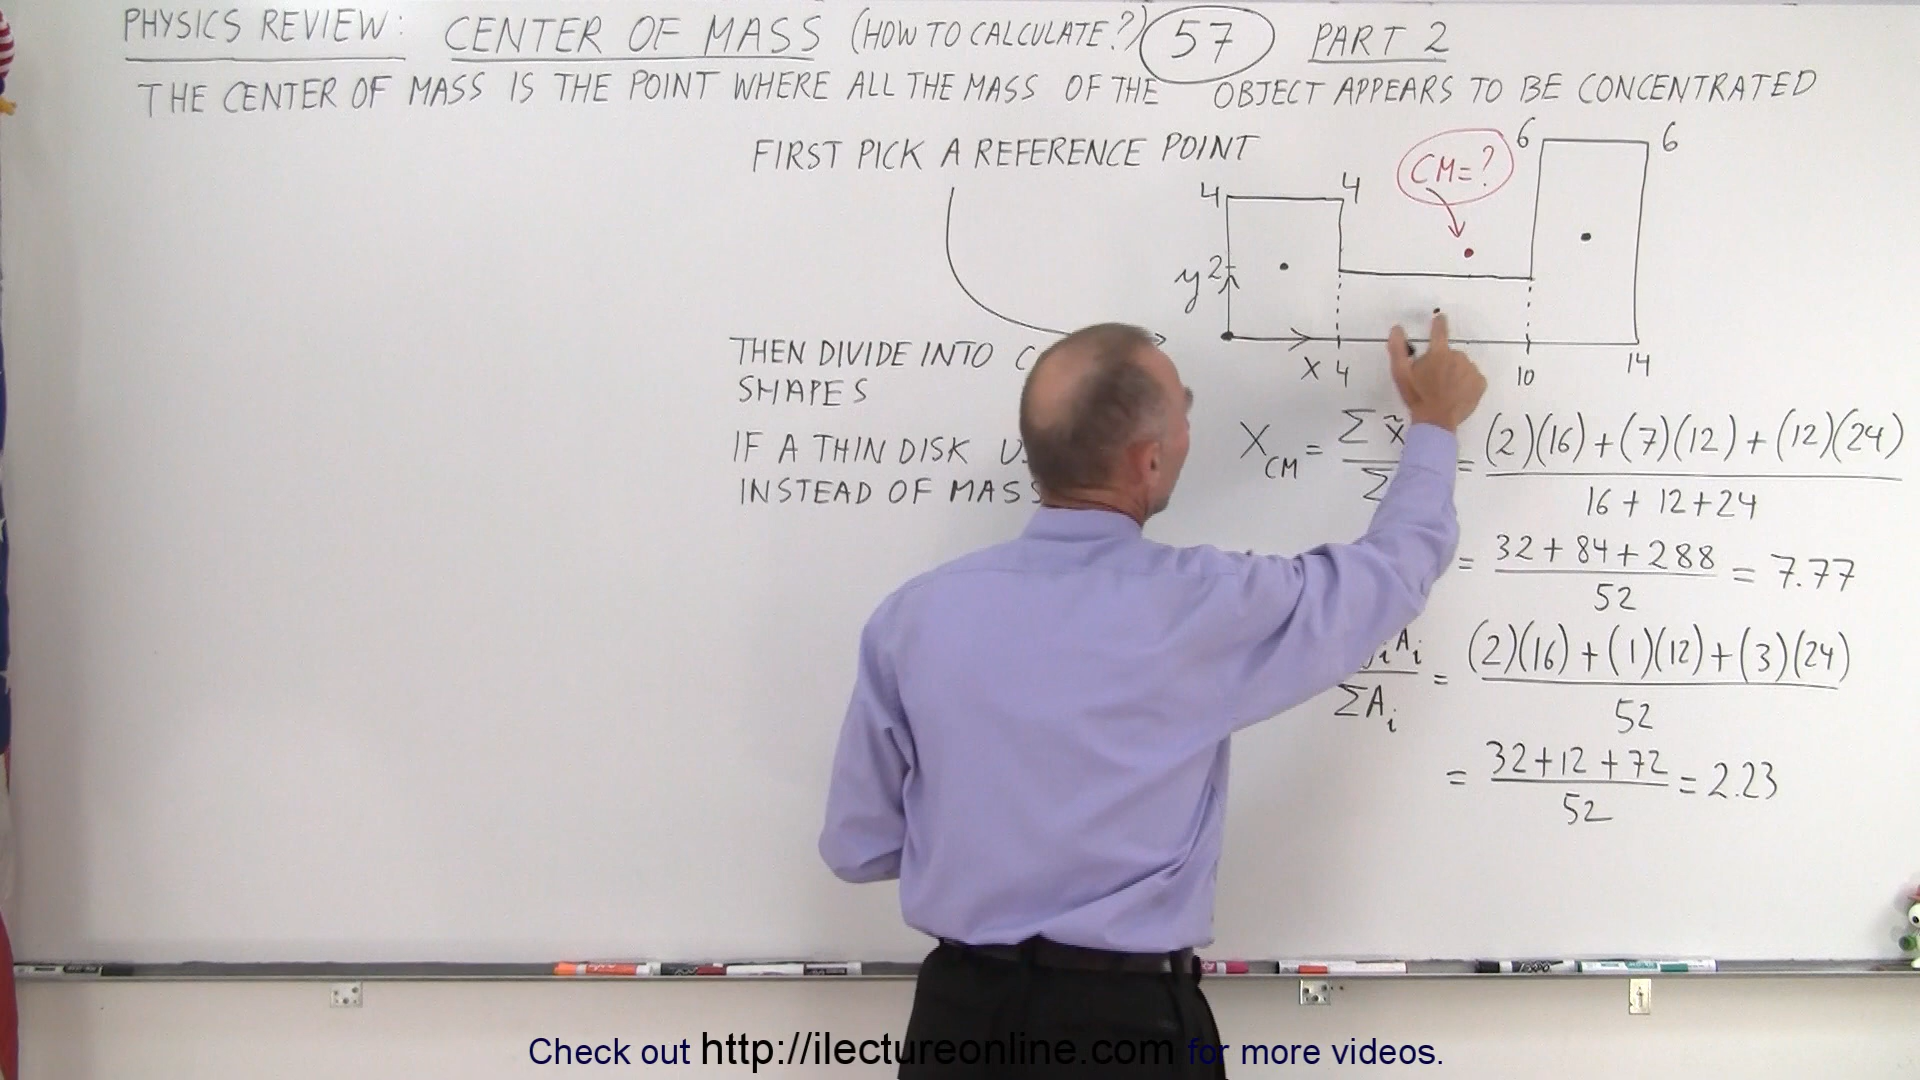 PHYSICS REVIEW: CENTER OF MASS (HOW TO CALCULATE?) 57 PART 2
THE CENTER OF MASS IS THE POINT WHERE ALL THE MASS OF THE OBJECT APPEARS TO BE CONCENTRATED
FIRST PICK A REFERENCE POINT
THEN DIVIDE INTO
SHAPES
IF A THIN DISK
INSTEAD OF MASS
6 6
CM=?
4 4
y 2
x 4 10 14
X_CM = Σ x̃ / Σ = (2)(16) + (7)(12) + (12)(24) / 16 + 12 + 24
= 32 + 84 + 288 / 52 = 7.77
i A_i / ΣA_i = (2)(16) + (1)(12) + (3)(24) / 52
= 32 + 12 + 72 / 52 = 2.23
Check out http://ilectureonline.com for more videos.